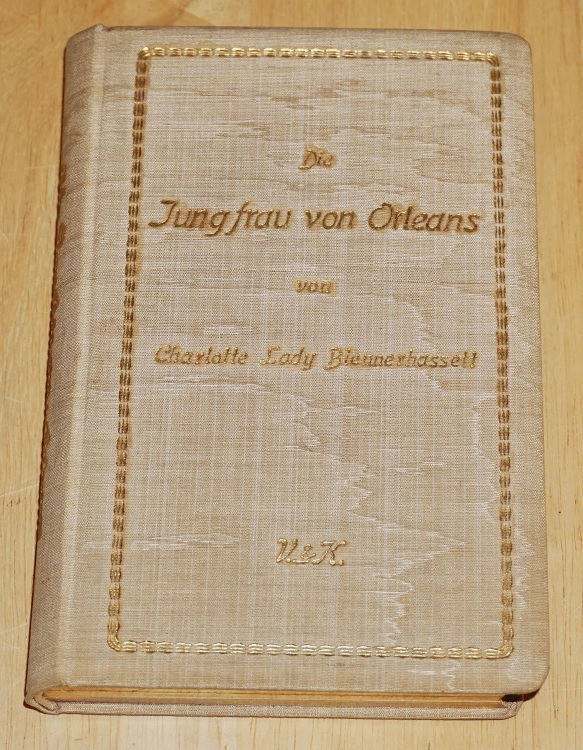 Die
Jungfrau von Orleans
von
Charlotte Lady Blennerhassett
V. & K.